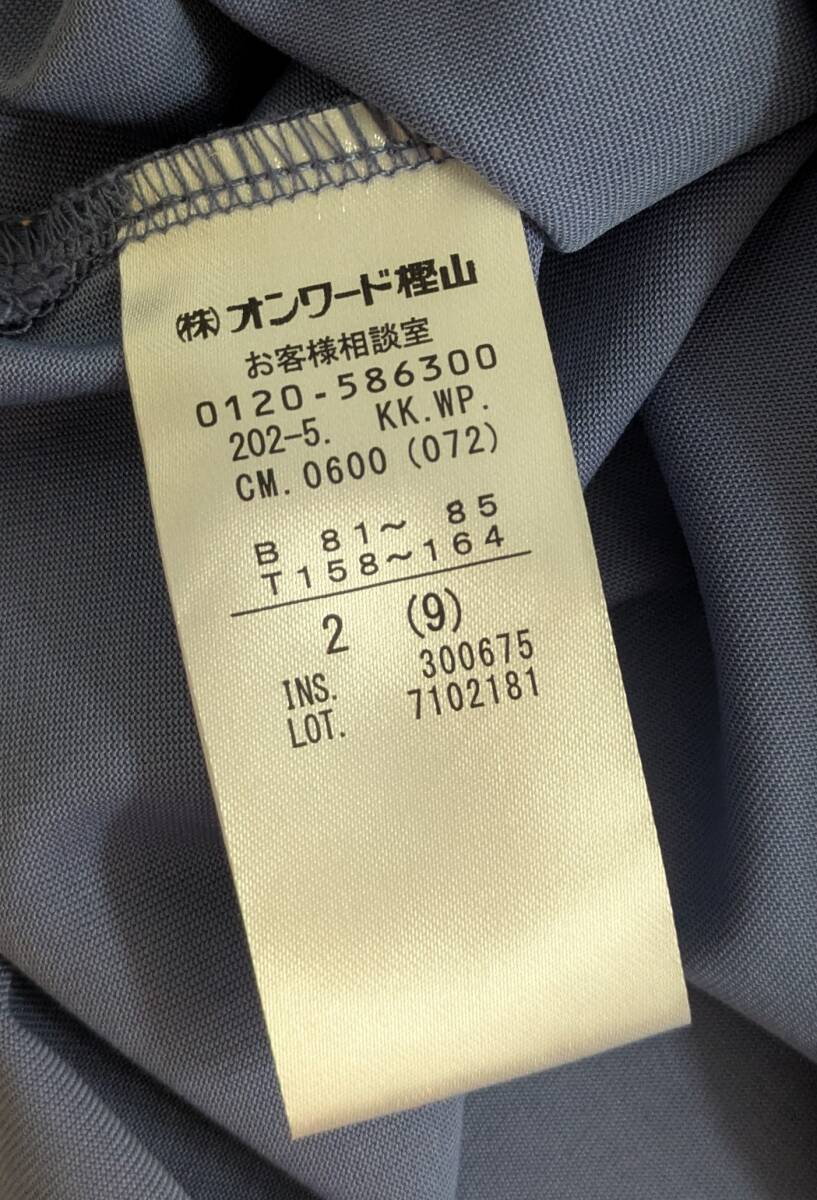 ㈱オンワード樫山
お客様相談室
0120-586300
202-5. KK.WP.
CM.0600 (072)
B 81～ 85
T158～164
2 (9)
INS. 300675
LOT. 7102181